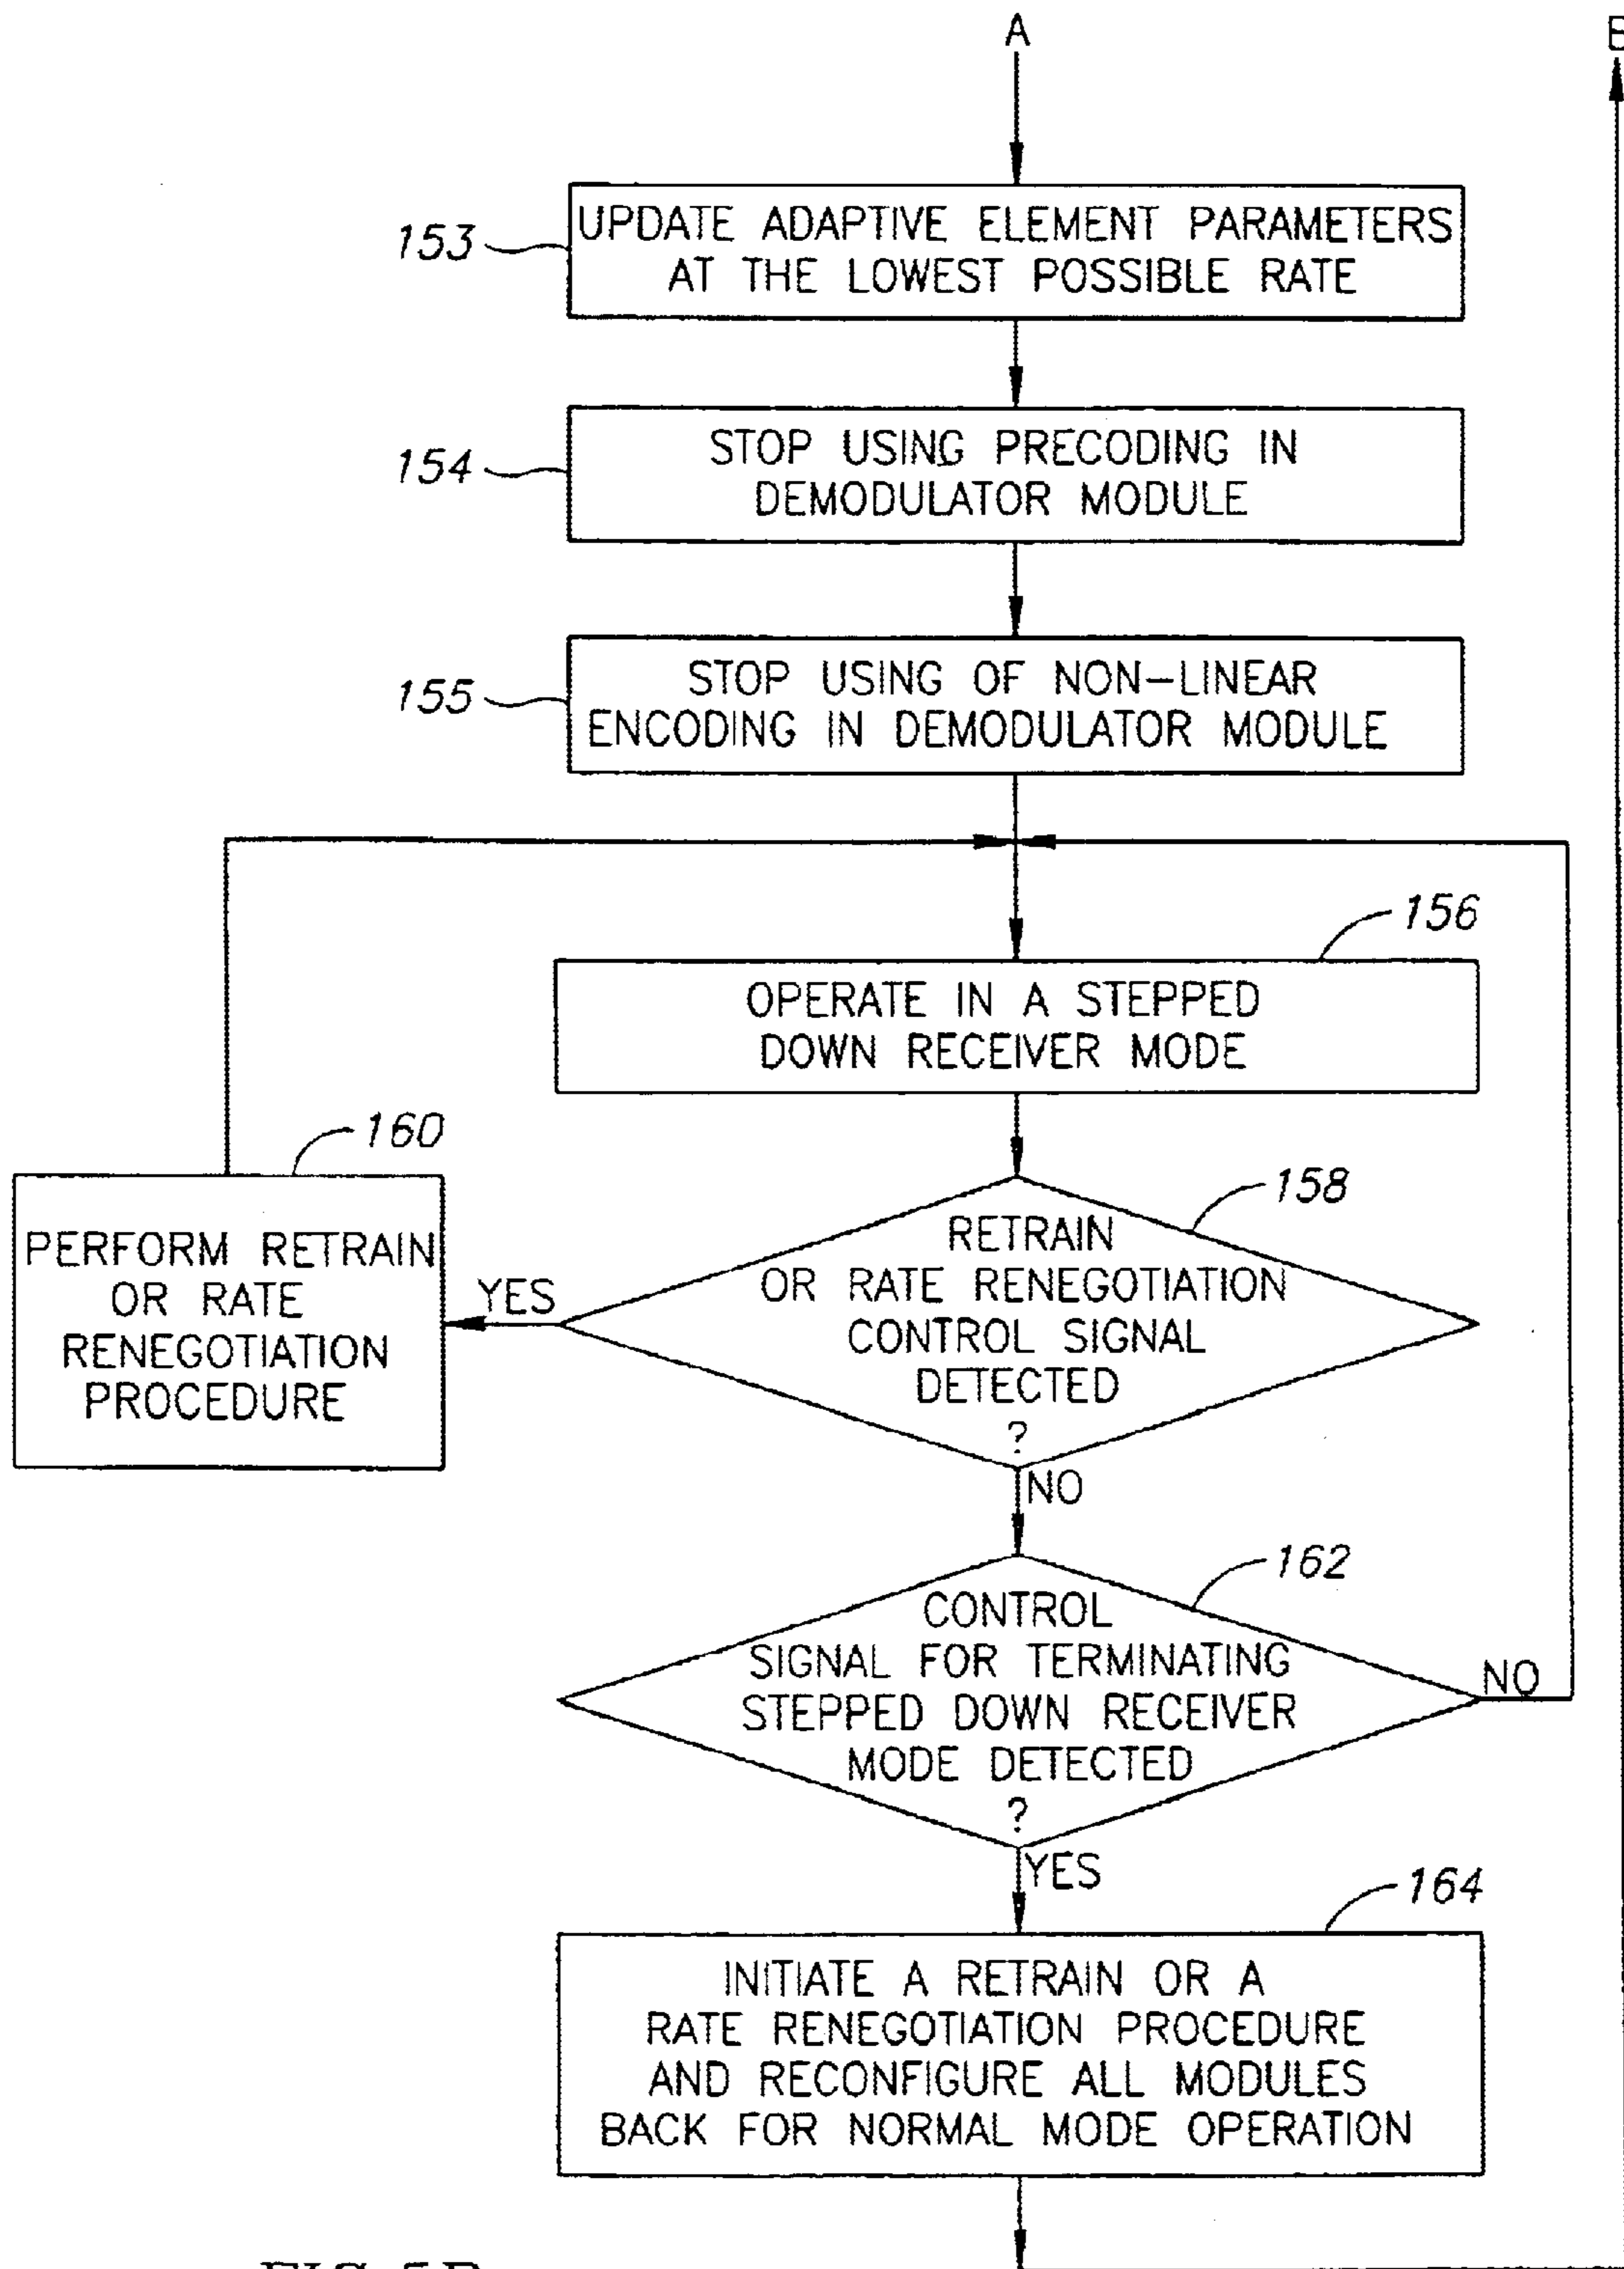 A
B
153
UPDATE ADAPTIVE ELEMENT PARAMETERS
AT THE LOWEST POSSIBLE RATE
154
STOP USING PRECODING IN
DEMODULATOR MODULE
155
STOP USING OF NON-LINEAR
ENCODING IN DEMODULATOR MODULE
156
OPERATE IN A STEPPED
DOWN RECEIVER MODE
160
PERFORM RETRAIN
OR RATE
RENEGOTIATION
PROCEDURE
YES
158
RETRAIN
OR RATE RENEGOTIATION
CONTROL SIGNAL
DETECTED
?
NO
162
CONTROL
SIGNAL FOR TERMINATING
STEPPED DOWN RECEIVER
MODE DETECTED
?
NO
YES
164
INITIATE A RETRAIN OR A
RATE RENEGOTIATION PROCEDURE
AND RECONFIGURE ALL MODULES
BACK FOR NORMAL MODE OPERATION